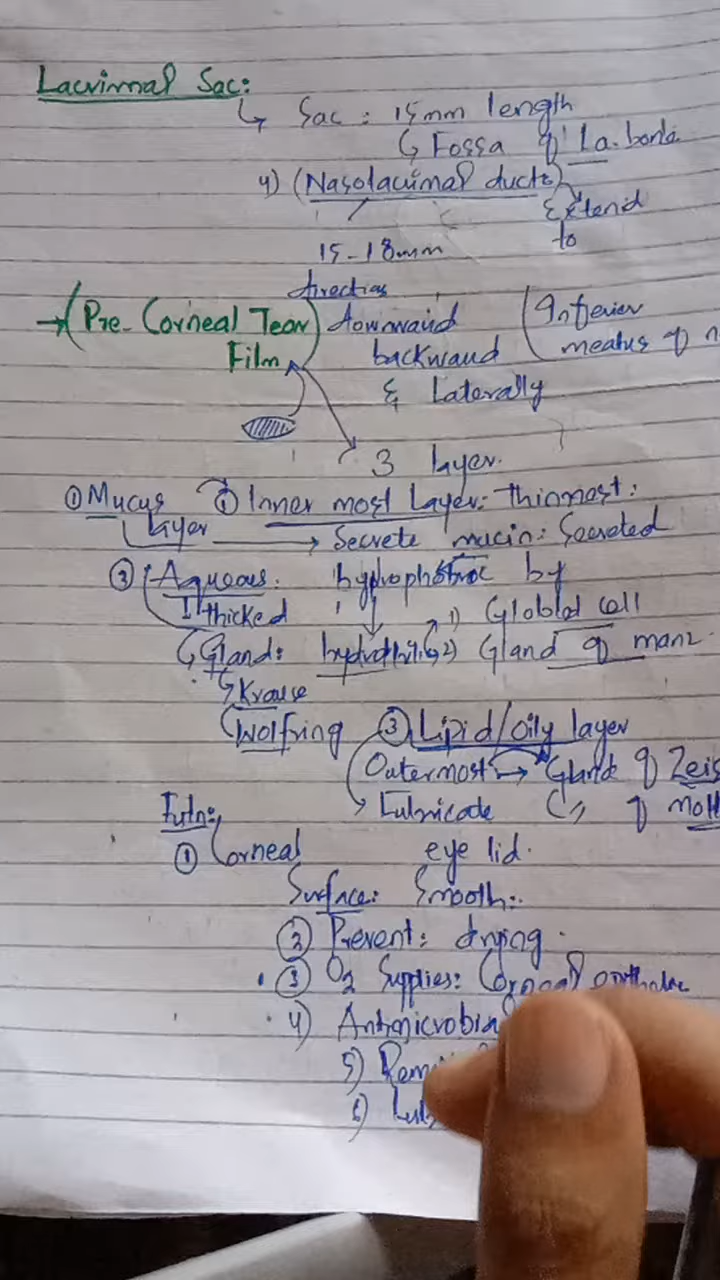 Lacrimal Sac:
↳ Sac: 15mm length
↳ Fossa of La. bone
4) (Nasolacrimal duct)
Extend
to
15-18mm
direction
→ (Pre-Corneal Tear
Film)
downward
backward
& Laterally
(Inferior
meatus of n
3 layer.
① Mucus
layer
① Inner most Layer: thinnest:
→ Secrete mucin: Secreted
by
② Aqueous.
thicked
hydrophobic
1) Globlet cell
↳ Gland:
hydrophilic
2) Gland of manz
↳ Krause
Wolfring
③ Lipid/oily layer
Outermost → Gland of Zeis
Lubricate
eye lid.
of moll
Futn:
① Corneal
Surface: Smooth:.
② Prevent: drying.
③ O2 Supplies: Corneal
4) Antimicrobial
5)
6)